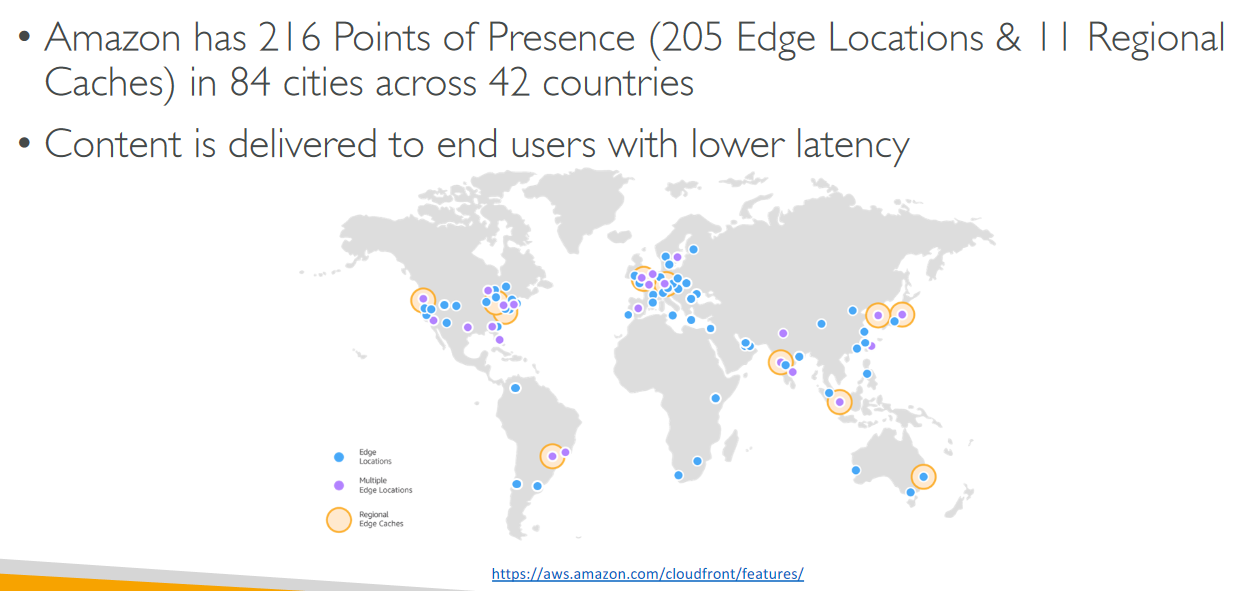 • Amazon has 216 Points of Presence (205 Edge Locations & 11 Regional
Caches) in 84 cities across 42 countries
• Content is delivered to end users with lower latency
Edge
Locations
Multiple
Edge Locations
Regional
Edge Caches
https://aws.amazon.com/cloudfront/features/